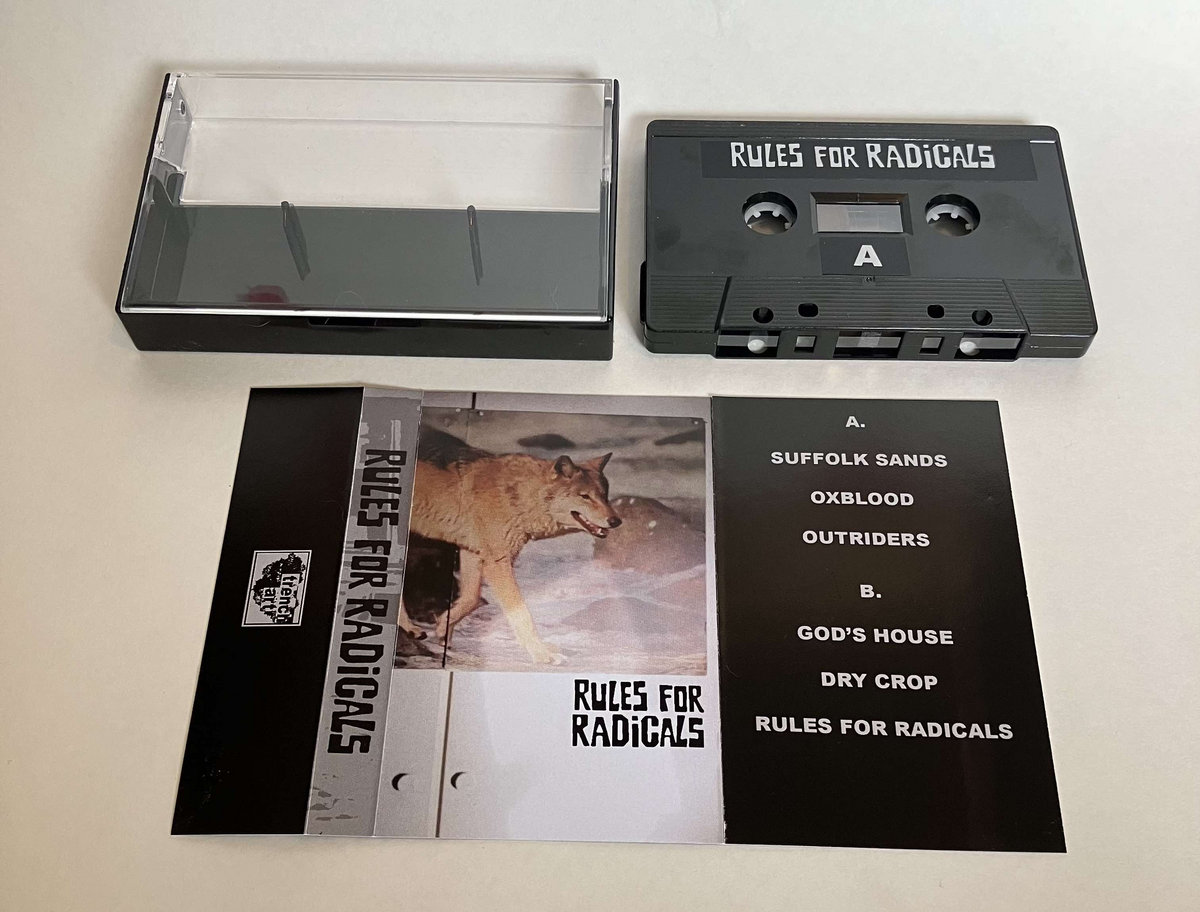 RULES FOR RADiCALS
A
RULES FOR RADiCALS
RULES FOR
RADiCALS
A.
SUFFOLK SANDS
OXBLOOD
OUTRIDERS
B.
GOD'S HOUSE
DRY CROP
RULES FOR RADICALS